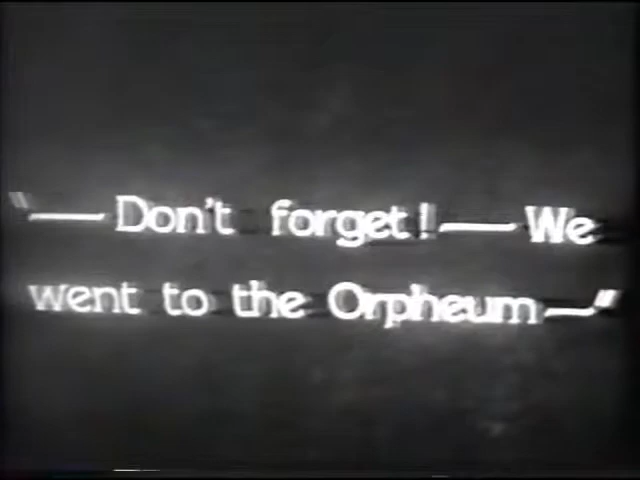 "— Don't forget! — We
went to the Orpheum —"